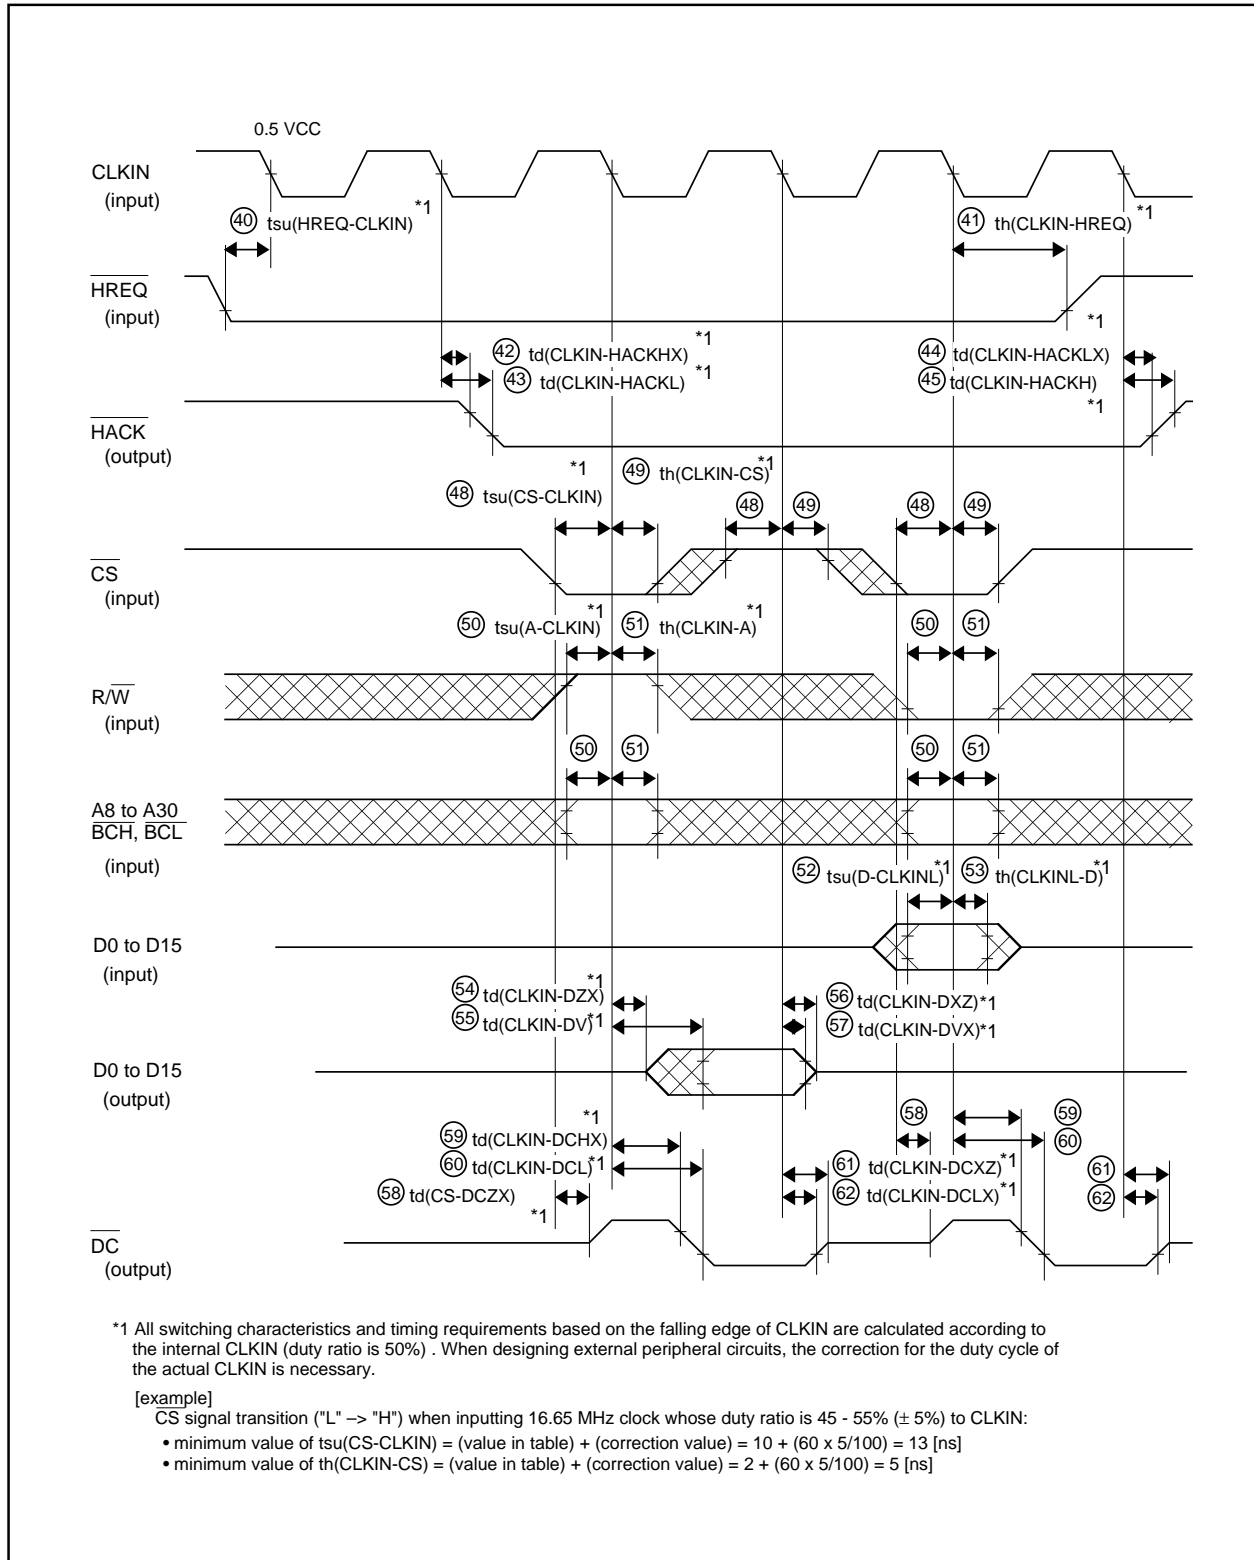 0.5 VCC
CLKIN
(input)
40 tsu(HREQ-CLKIN) *1
41 th(CLKIN-HREQ) *1
HREQ
(input)
*1
42 td(CLKIN-HACKHX) *1
44 td(CLKIN-HACKLX)
43 td(CLKIN-HACKL) *1
45 td(CLKIN-HACKH)
*1
HACK
(output)
*1 49 th(CLKIN-CS)*1
48 tsu(CS-CLKIN)
48 49 48 49
CS
(input)
50 tsu(A-CLKIN)*1 51 th(CLKIN-A)*1
50 51
R/W
(input)
50 51 50 51
A8 to A30
BCH, BCL
(input)
52 tsu(D-CLKINL)*1 53 th(CLKINL-D)*1
D0 to D15
(input)
54 td(CLKIN-DZX)*1
56 td(CLKIN-DXZ)*1
55 td(CLKIN-DV)*1
57 td(CLKIN-DVX)*1
D0 to D15
(output)
*1 58 59
59 td(CLKIN-DCHX)
60
60 td(CLKIN-DCL)*1
61 td(CLKIN-DCXZ)*1 61
58 td(CS-DCZX)
62 td(CLKIN-DCLX)*1 62
*1
DC
(output)
*1 All switching characteristics and timing requirements based on the falling edge of CLKIN are calculated according to
the internal CLKIN (duty ratio is 50%) . When designing external peripheral circuits, the correction for the duty cycle of
the actual CLKIN is necessary.
[example]
CS signal transition ("L" –> "H") when inputting 16.65 MHz clock whose duty ratio is 45 - 55% (± 5%) to CLKIN:
• minimum value of tsu(CS-CLKIN) = (value in table) + (correction value) = 10 + (60 x 5/100) = 13 [ns]
• minimum value of th(CLKIN-CS) = (value in table) + (correction value) = 2 + (60 x 5/100) = 5 [ns]